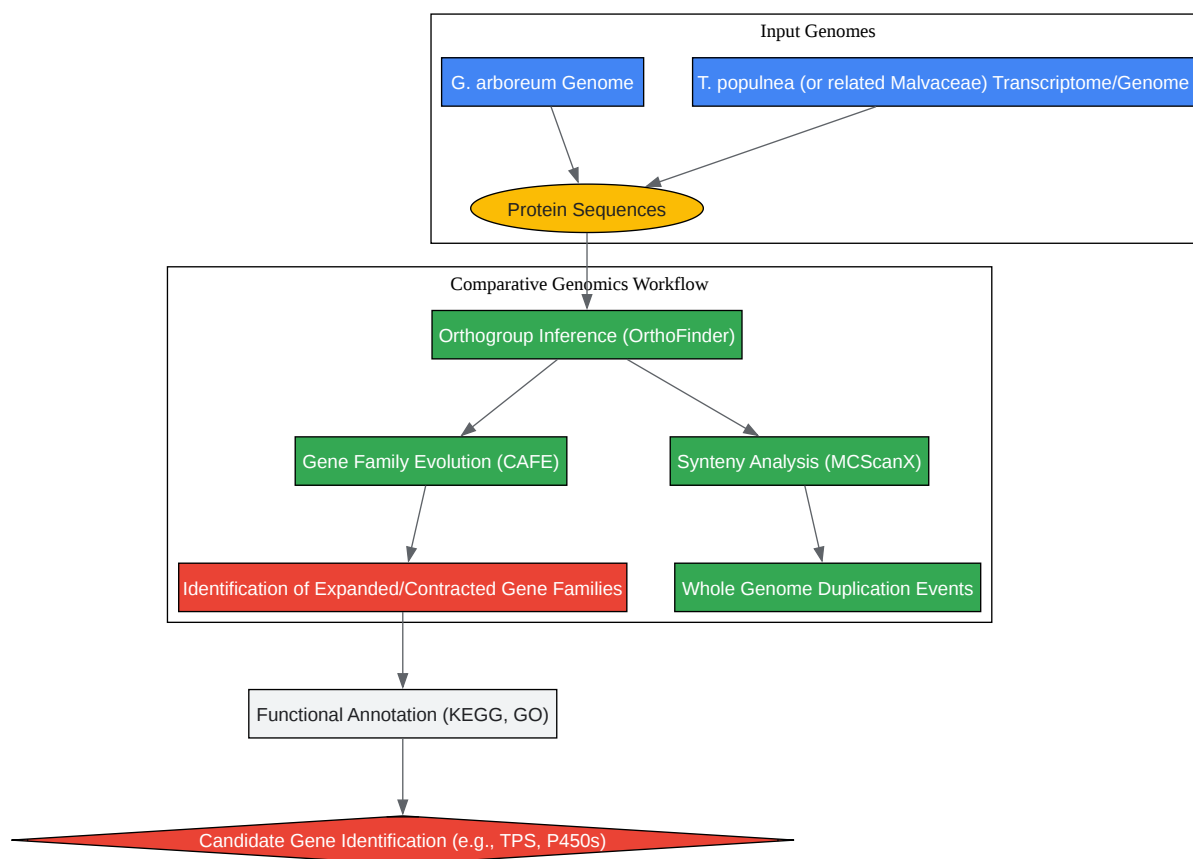 Input Genomes
G. arboreum Genome
T. populnea (or related Malvaceae) Transcriptome/Genome
Protein Sequences
Comparative Genomics Workflow
Orthogroup Inference (OrthoFinder)
Gene Family Evolution (CAFE)
Synteny Analysis (MCScanX)
Identification of Expanded/Contracted Gene Families
Whole Genome Duplication Events
Functional Annotation (KEGG, GO)
Candidate Gene Identification (e.g., TPS, P450s)